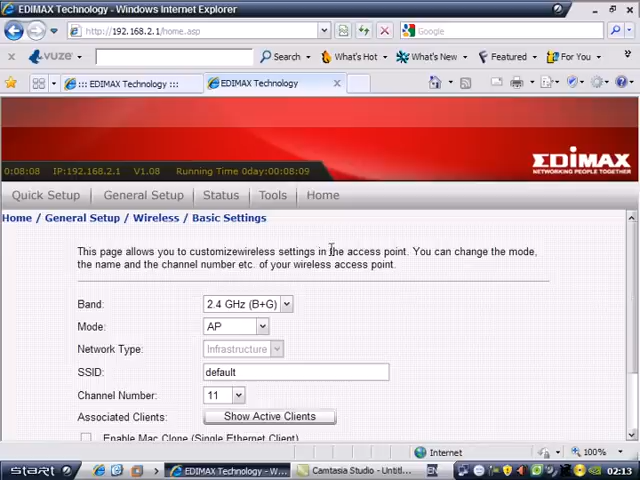 EDIMAX Technology - Windows Internet Explorer
http://192.168.2.1/home.asp
Google
vuze
Search
What's Hot
What's New
Featured
For You
::: EDIMAX Technology :::
EDIMAX Technology
EDIMAX
NETWORKING PEOPLE TOGETHER
0:08:08 IP:192.168.2.1 V1.08 Running Time 0day:00:08:09
Quick Setup General Setup Status Tools Home
Home / General Setup / Wireless / Basic Settings
This page allows you to customizewireless settings in the access point. You can change the mode,
the name and the channel number etc. of your wireless access point.
Band: 2.4 GHz (B+G)
Mode: AP
Network Type: Infrastructure
SSID: default
Channel Number: 11
Associated Clients: Show Active Clients
Enable Mac Clone (Single Ethernet Client)
Internet 100%
start EDIMAX Technology - W... Camtasia Studio - Untitl... EN 02:13